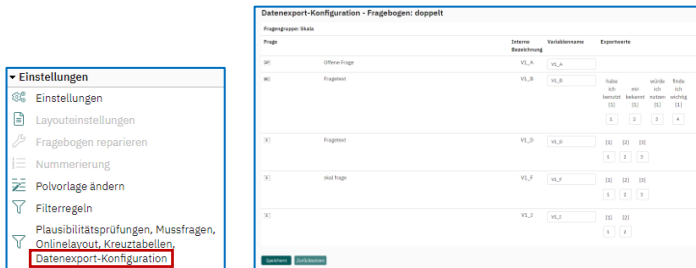 Einstellungen
Einstellungen
Layouteinstellungen
Fragebogen reparieren
Nummerierung
Polvorlage ändern
Filterregeln
Plausibilitätsprüfungen, Mussfragen,
Onlinelayout, Kreuztabellen,
Datenexport-Konfiguration
Datenexport-Konfiguration - Fragebogen: doppelt
Fragengruppe: Skala
Frage Interne Variablenname Exportwerte
Bezeichnung
Offene Frage V1_A V1_A
Fragetext V1_B V1_B
habe würde finde
ich mir ich ich
benutzt bekannt nutzen wichtig
[1] [1] [1] [1]
1 2 3 4
Fragetext V1_D V1_D [1] [2] [3]
1 2 3
skal frage V1_F V1_F [1] [2] [3]
1 2 3
[1] [2]
1 2
Speichern Zurücksetzen